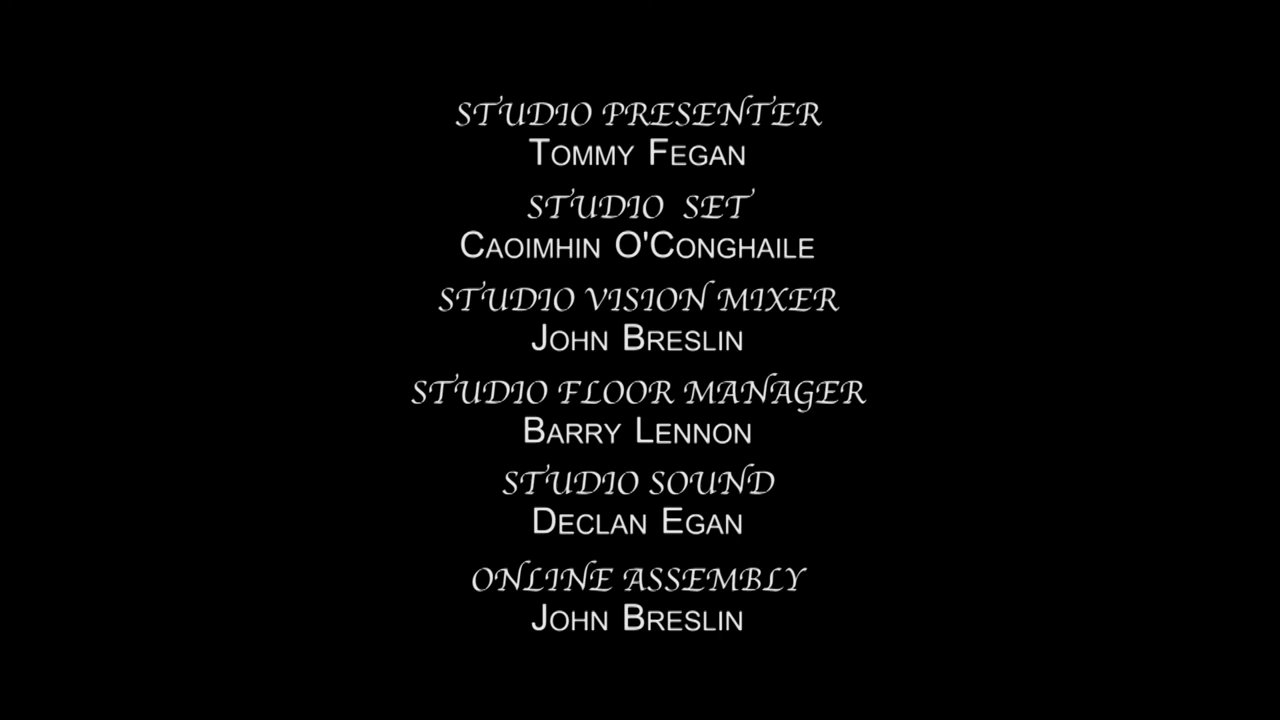 STUDIO PRESENTER
TOMMY FEGAN
STUDIO SET
CAOIMHIN O'CONGHAILE
STUDIO VISION MIXER
JOHN BRESLIN
STUDIO FLOOR MANAGER
BARRY LENNON
STUDIO SOUND
DECLAN EGAN
ONLINE ASSEMBLY
JOHN BRESLIN